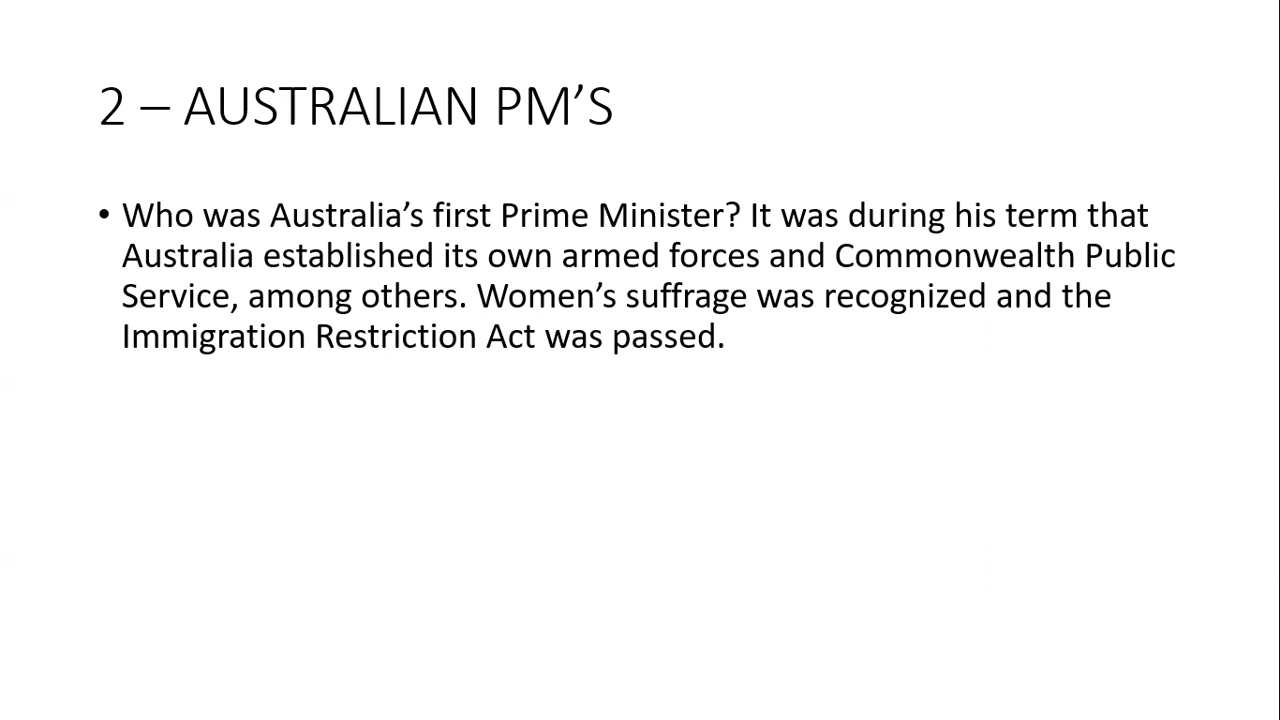 2 – AUSTRALIAN PM’S
• Who was Australia’s first Prime Minister? It was during his term that
Australia established its own armed forces and Commonwealth Public
Service, among others. Women’s suffrage was recognized and the
Immigration Restriction Act was passed.